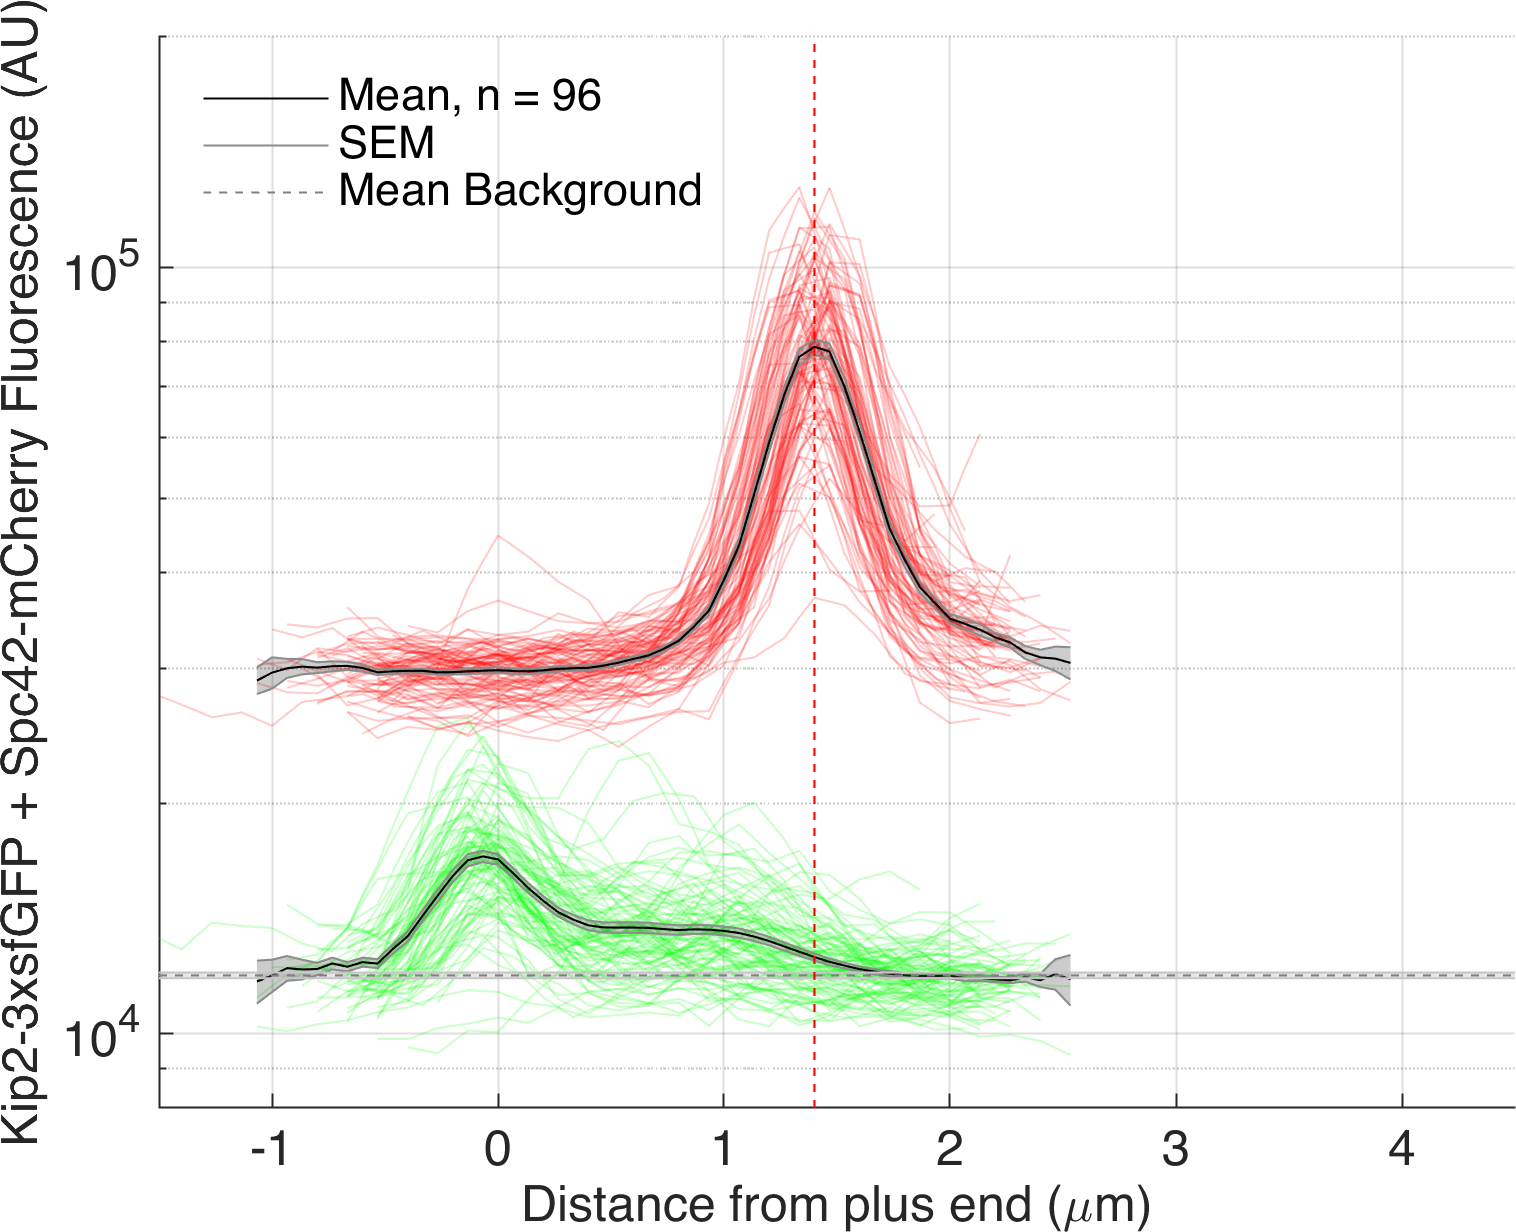 Kip2-3xsfGFP + Spc42-mCherry Fluorescence (AU)
Mean, n = 96
SEM
Mean Background
10^5
10^4
-1 0 1 2 3 4
Distance from plus end (μm)